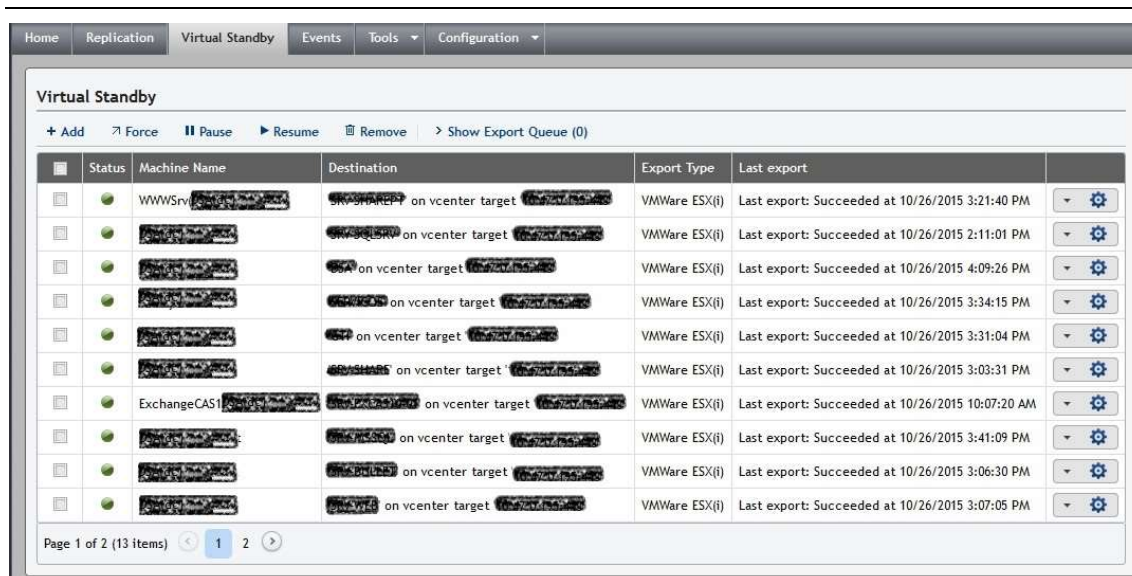 Home Replication Virtual Standby Events Tools Configuration
Virtual Standby
+ Add Force Pause Resume Remove > Show Export Queue (0)
Status Machine Name Destination Export Type Last export
WWWSrv on vcenter target VMWare ESX(i) Last export: Succeeded at 10/26/2015 3:21:40 PM
on vcenter target VMWare ESX(i) Last export: Succeeded at 10/26/2015 2:11:01 PM
on vcenter target VMWare ESX(i) Last export: Succeeded at 10/26/2015 4:09:26 PM
on vcenter target VMWare ESX(i) Last export: Succeeded at 10/26/2015 3:34:15 PM
on vcenter target ' VMWare ESX(i) Last export: Succeeded at 10/26/2015 3:31:04 PM
on vcenter target ' VMWare ESX(i) Last export: Succeeded at 10/26/2015 3:03:31 PM
ExchangeCAS1 on vcenter target VMWare ESX(i) Last export: Succeeded at 10/26/2015 10:07:20 AM
on vcenter target VMWare ESX(i) Last export: Succeeded at 10/26/2015 3:41:09 PM
on vcenter target VMWare ESX(i) Last export: Succeeded at 10/26/2015 3:06:30 PM
on vcenter target VMWare ESX(i) Last export: Succeeded at 10/26/2015 3:07:05 PM
Page 1 of 2 (13 items) < 1 2 >